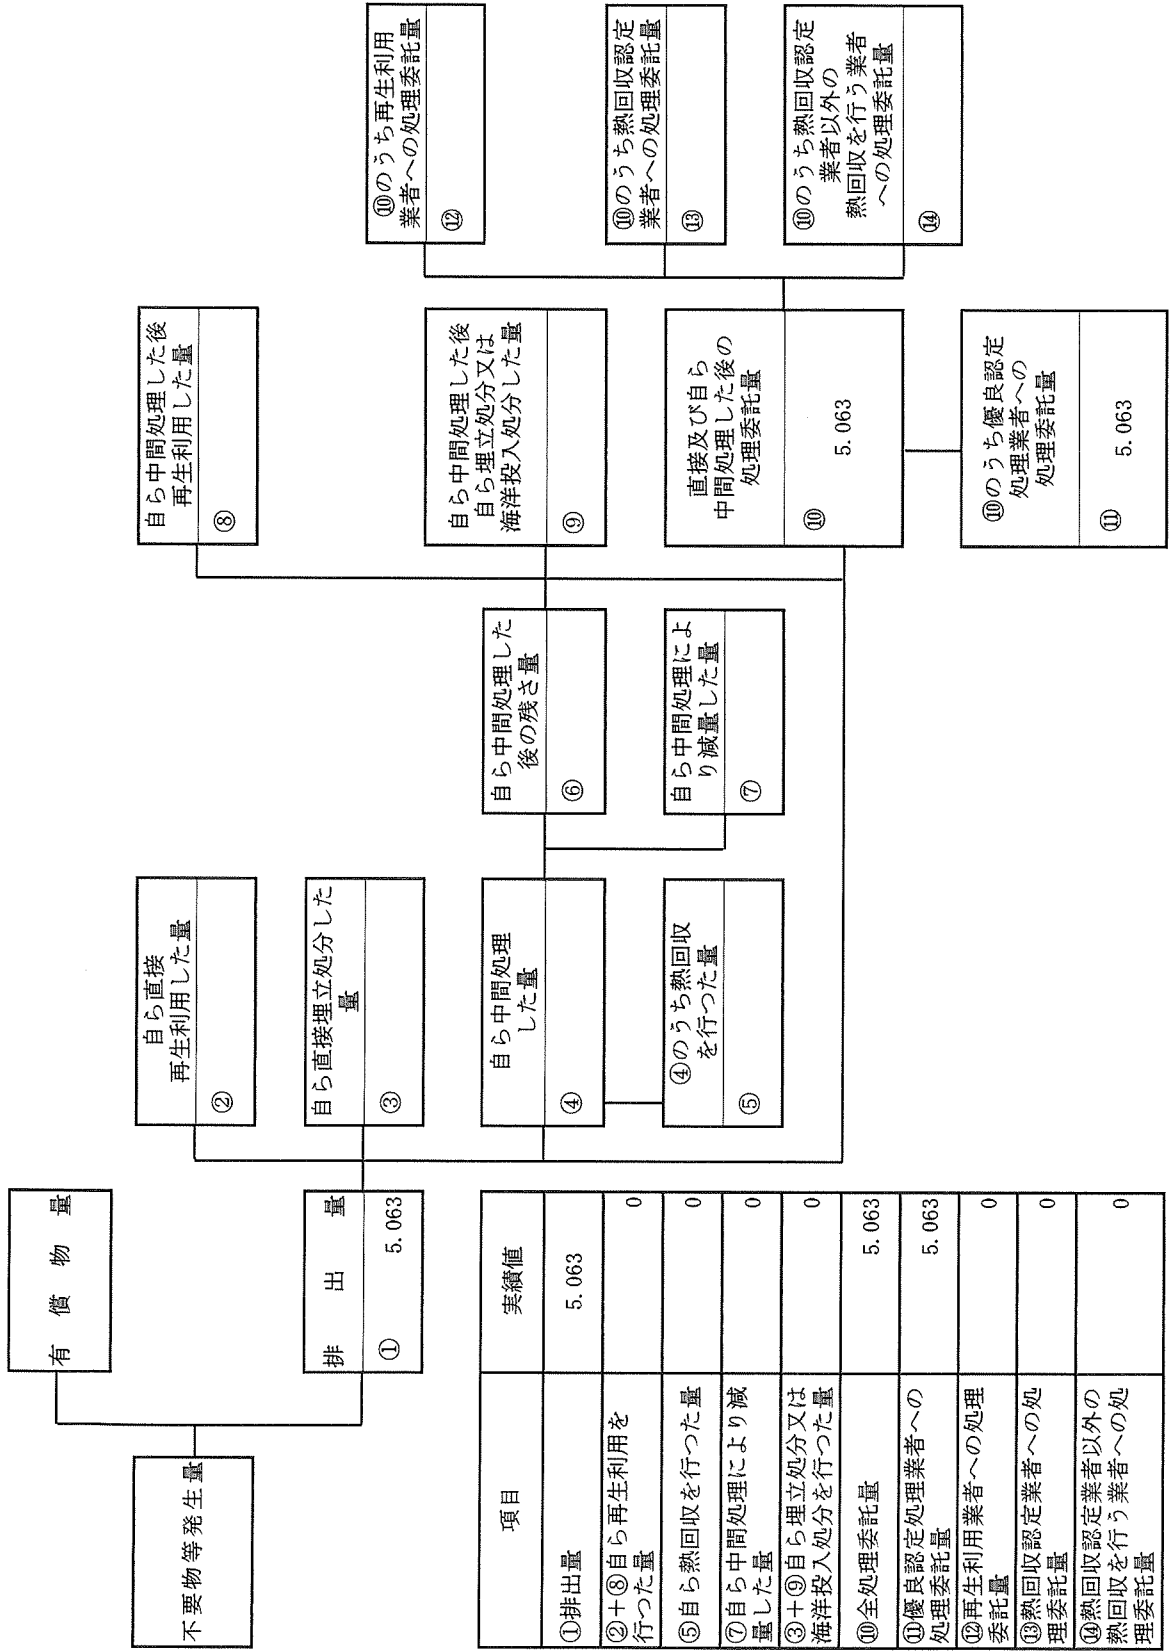 不要物等発生量
有償物量
排出量
①
5.063
自ら直接
再生利用した量
②
自ら直接埋立処分した
量
③
自ら中間処理
した量
④
④のうち熱回収
を行つた量
⑤
自ら中間処理した
後の残さ量
⑥
自ら中間処理によ
り減量した量
⑦
自ら中間処理した後
再生利用した量
⑧
自ら中間処理した後
自ら埋立処分又は
海洋投入処分した量
⑨
直接及び自ら
中間処理した後の
処理委託量
⑩
5.063
⑩のうち優良認定
処理業者への
処理委託量
⑪
5.063
⑩のうち再生利用
業者への処理委託量
⑫
⑩のうち熱回収認定
業者への処理委託量
⑬
⑩のうち熱回収認定
業者以外の
熱回収を行う業者
への処理委託量
⑭
項目 実績値
①排出量 5.063
②+⑧自ら再生利用を
行つた量 0
⑤自ら熱回収を行つた量 0
⑦自ら中間処理により減
量した量 0
③+⑨自ら埋立処分又は
海洋投入処分を行つた量 0
⑩全処理委託量 5.063
⑪優良認定処理業者への
処理委託量 5.063
⑫再生利用業者への処理
委託量 0
⑬熱回収認定業者への処
理委託量 0
⑭熱回収認定業者以外の
熱回収を行う業者への処
理委託量 0